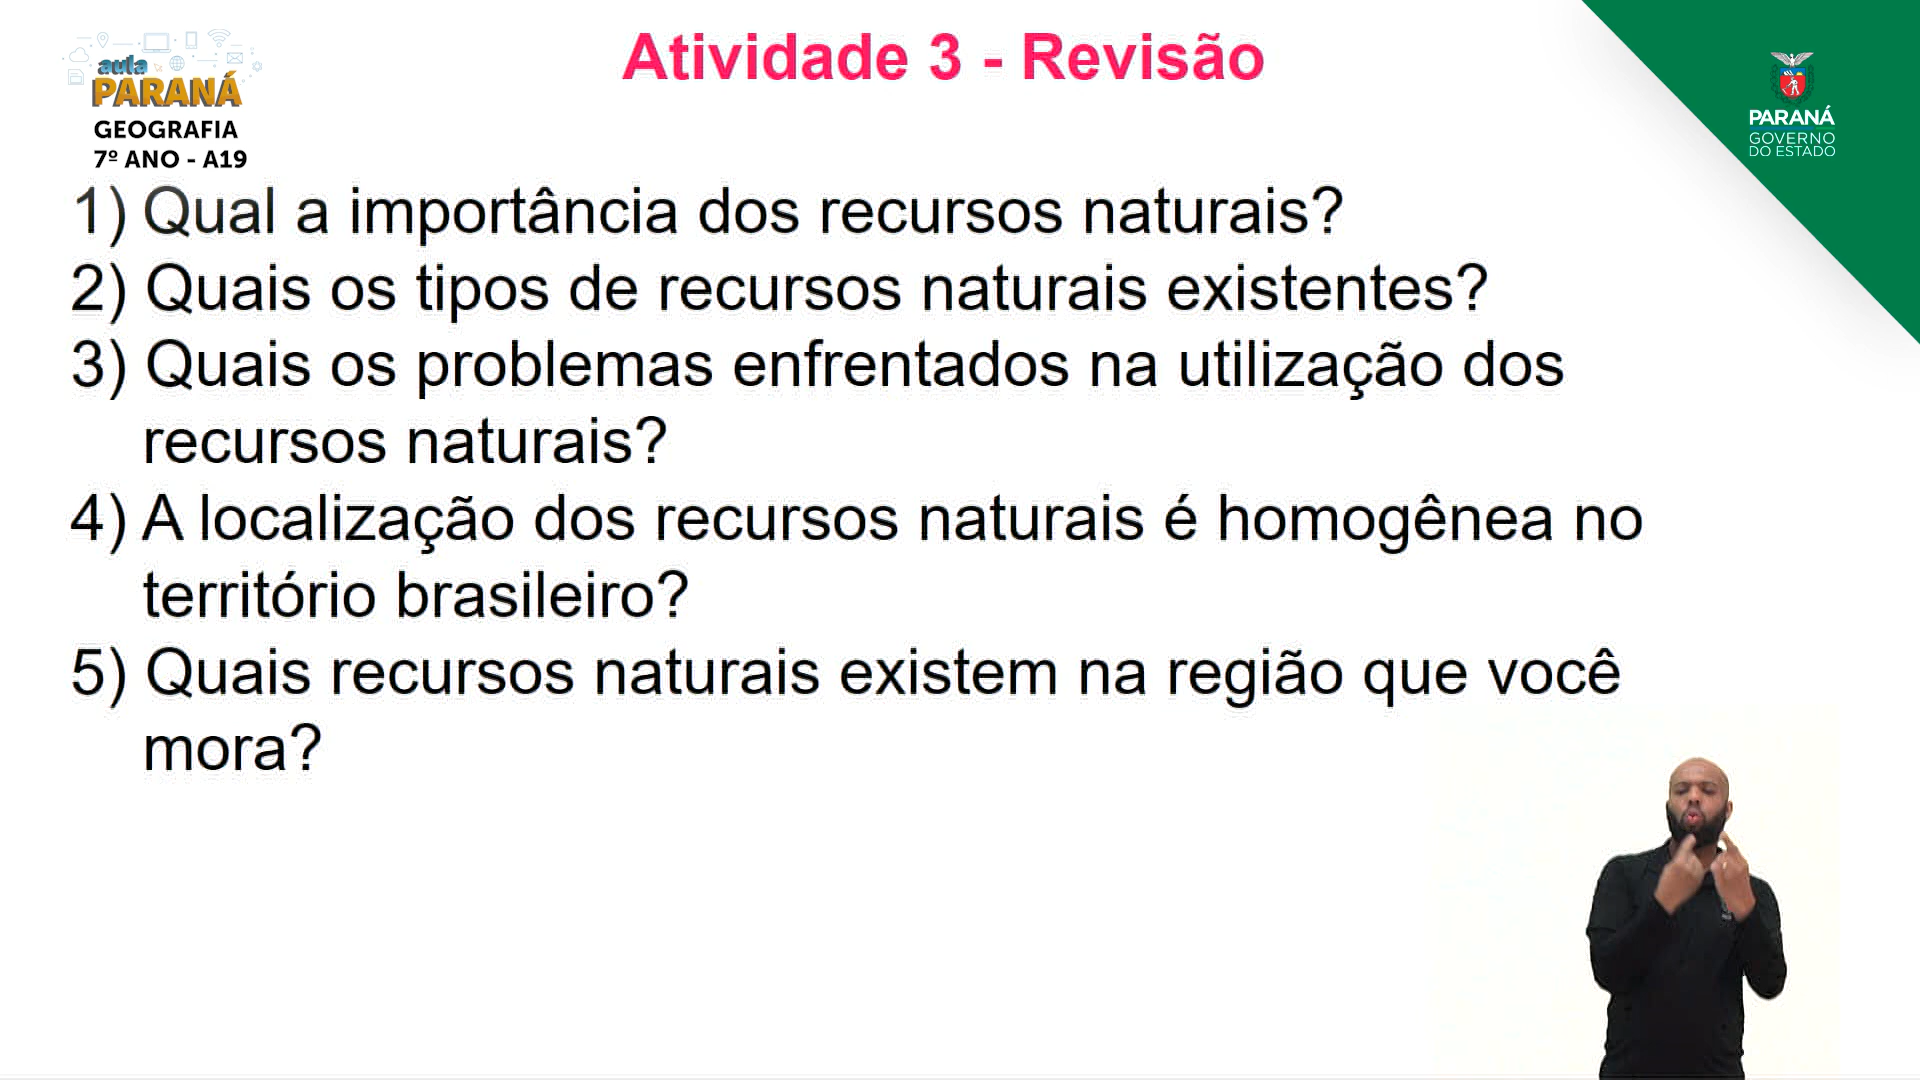 Atividade 3 - Revisão
aula
PARANÁ
GEOGRAFIA
7º ANO - A19
PARANÁ
GOVERNO
DO ESTADO
1) Qual a importância dos recursos naturais?
2) Quais os tipos de recursos naturais existentes?
3) Quais os problemas enfrentados na utilização dos
recursos naturais?
4) A localização dos recursos naturais é homogênea no
território brasileiro?
5) Quais recursos naturais existem na região que você
mora?